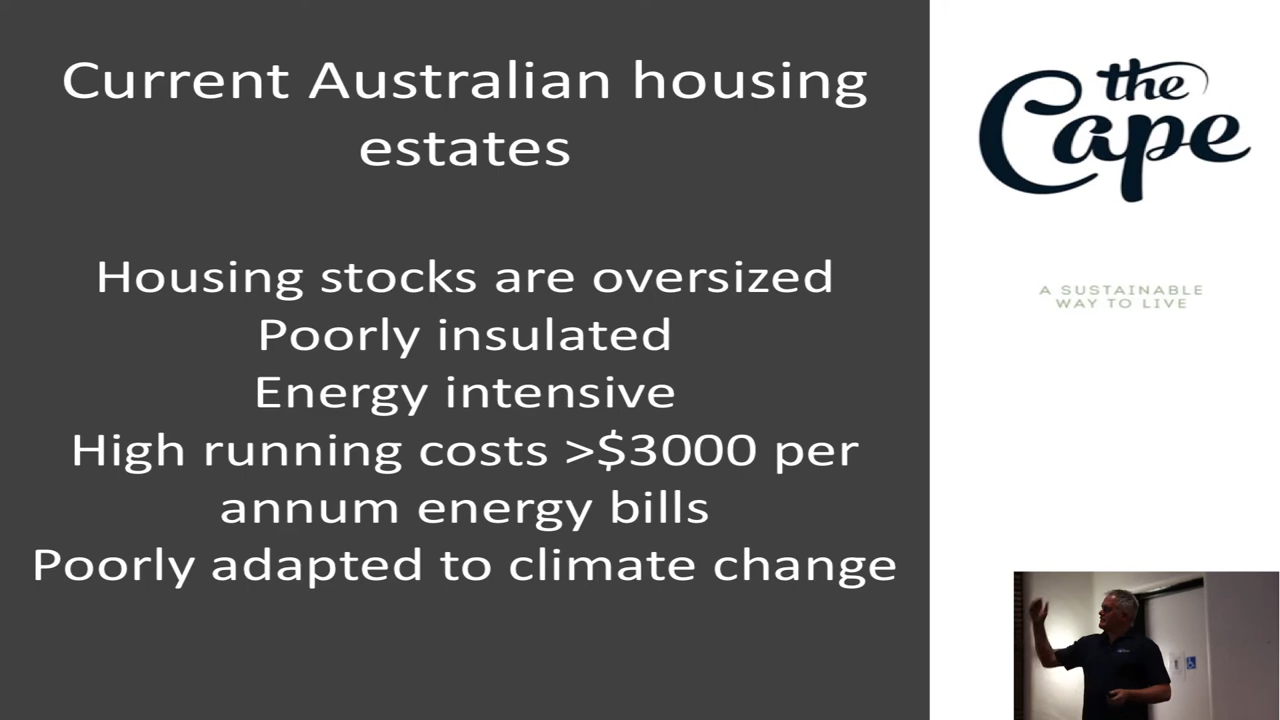 Current Australian housing
estates
Housing stocks are oversized
Poorly insulated
Energy intensive
High running costs >$3000 per
annum energy bills
Poorly adapted to climate change
the
Cape
A SUSTAINABLE
WAY TO LIVE